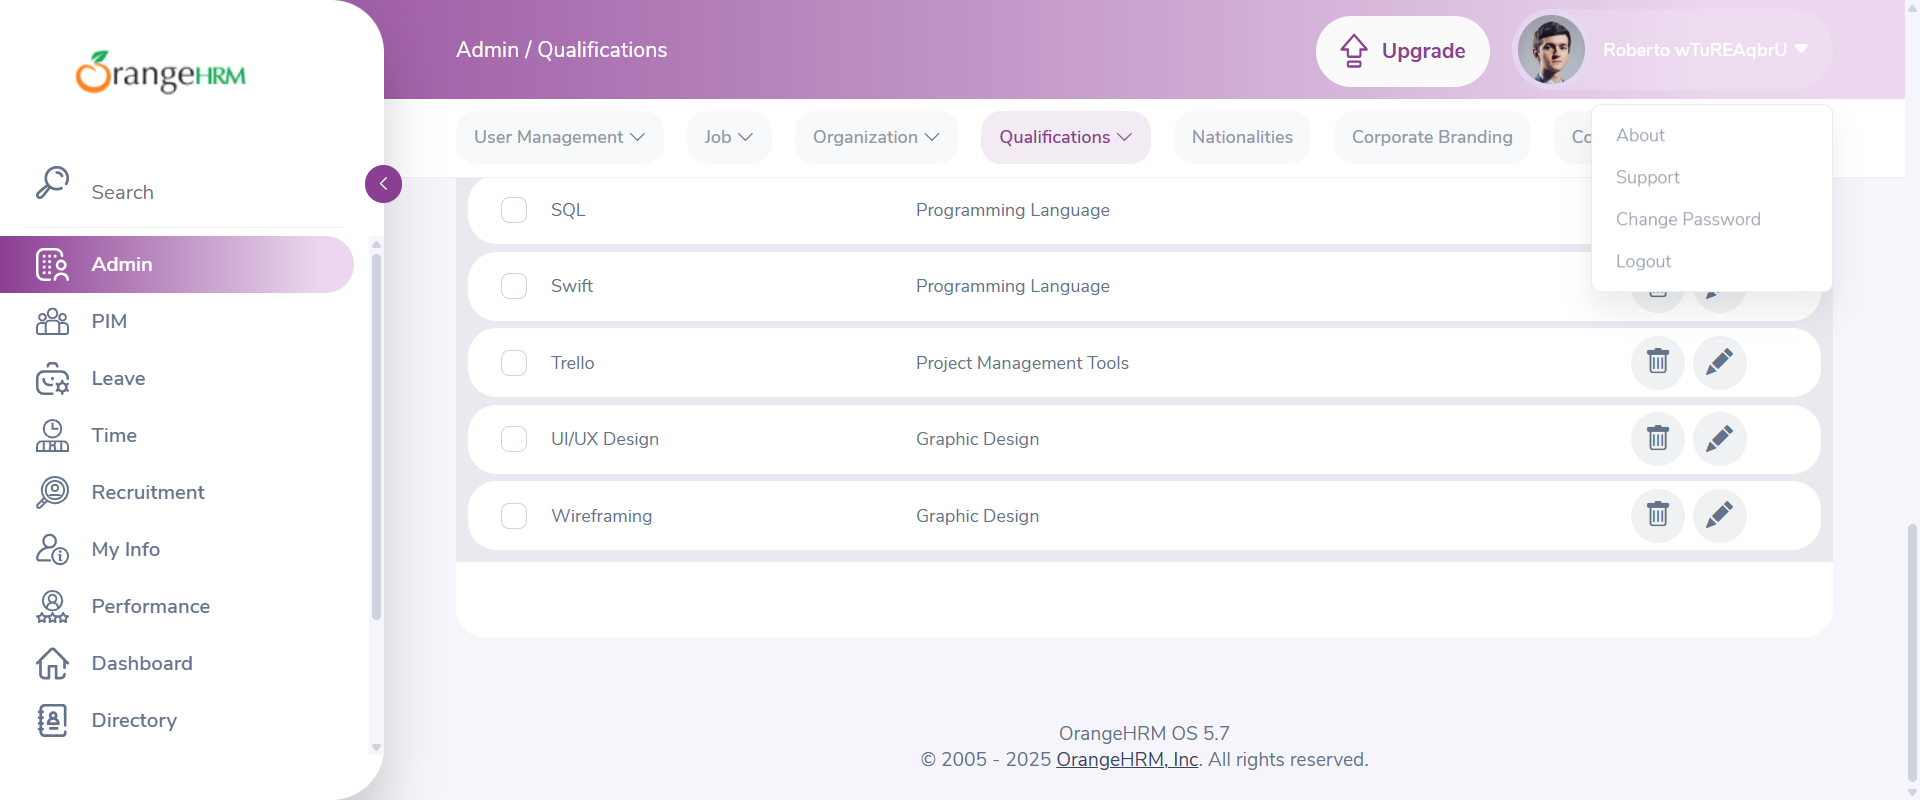 OrangeHRM
Search
Admin
PIM
Leave
Time
Recruitment
My Info
Performance
Dashboard
Directory
Admin / Qualifications
Upgrade
Roberto wTuREAqbrU
User Management
Job
Organization
Qualifications
Nationalities
Corporate Branding
Co
About
Support
Change Password
Logout
SQL Programming Language
Swift Programming Language
Trello Project Management Tools
UI/UX Design Graphic Design
Wireframing Graphic Design
OrangeHRM OS 5.7
© 2005 - 2025 OrangeHRM, Inc. All rights reserved.